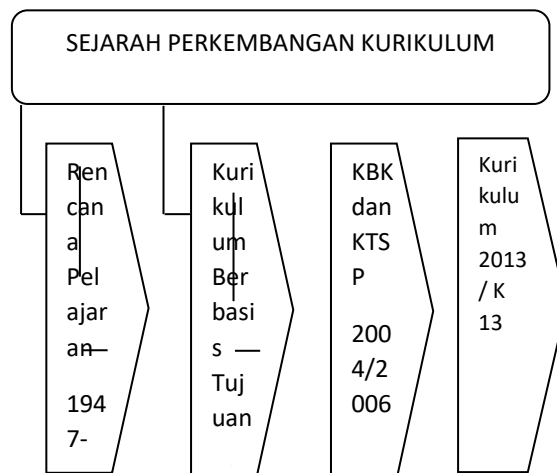 SEJARAH PERKEMBANGAN KURIKULUM
Ren
can
a
Pel
ajar
an
194
7-
Kuri
kul
um
Ber
basi
s
Tuj
uan
KBK
dan
KTS
P
200
4/2
006
Kuri
kulu
m
2013
/ K
13